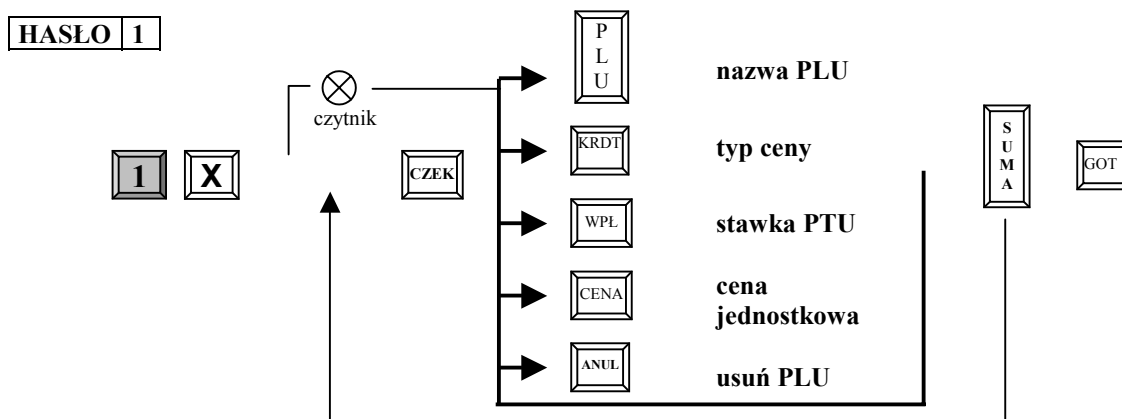 HASŁO 1
P
L
U
nazwa PLU
czytnik
1 X
CZEK
KRDT
typ ceny
S
U
M
A
GOT
WPŁ
stawka PTU
CENA
cena
jednostkowa
ANUL
usuń PLU